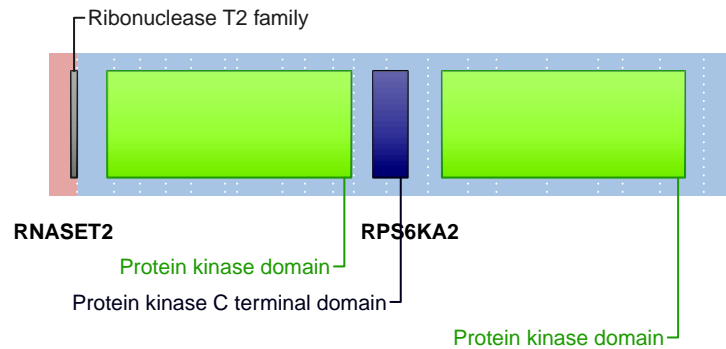 Ribonuclease T2 family
RNASET2
RPS6KA2
Protein kinase domain
Protein kinase C terminal domain
Protein kinase domain